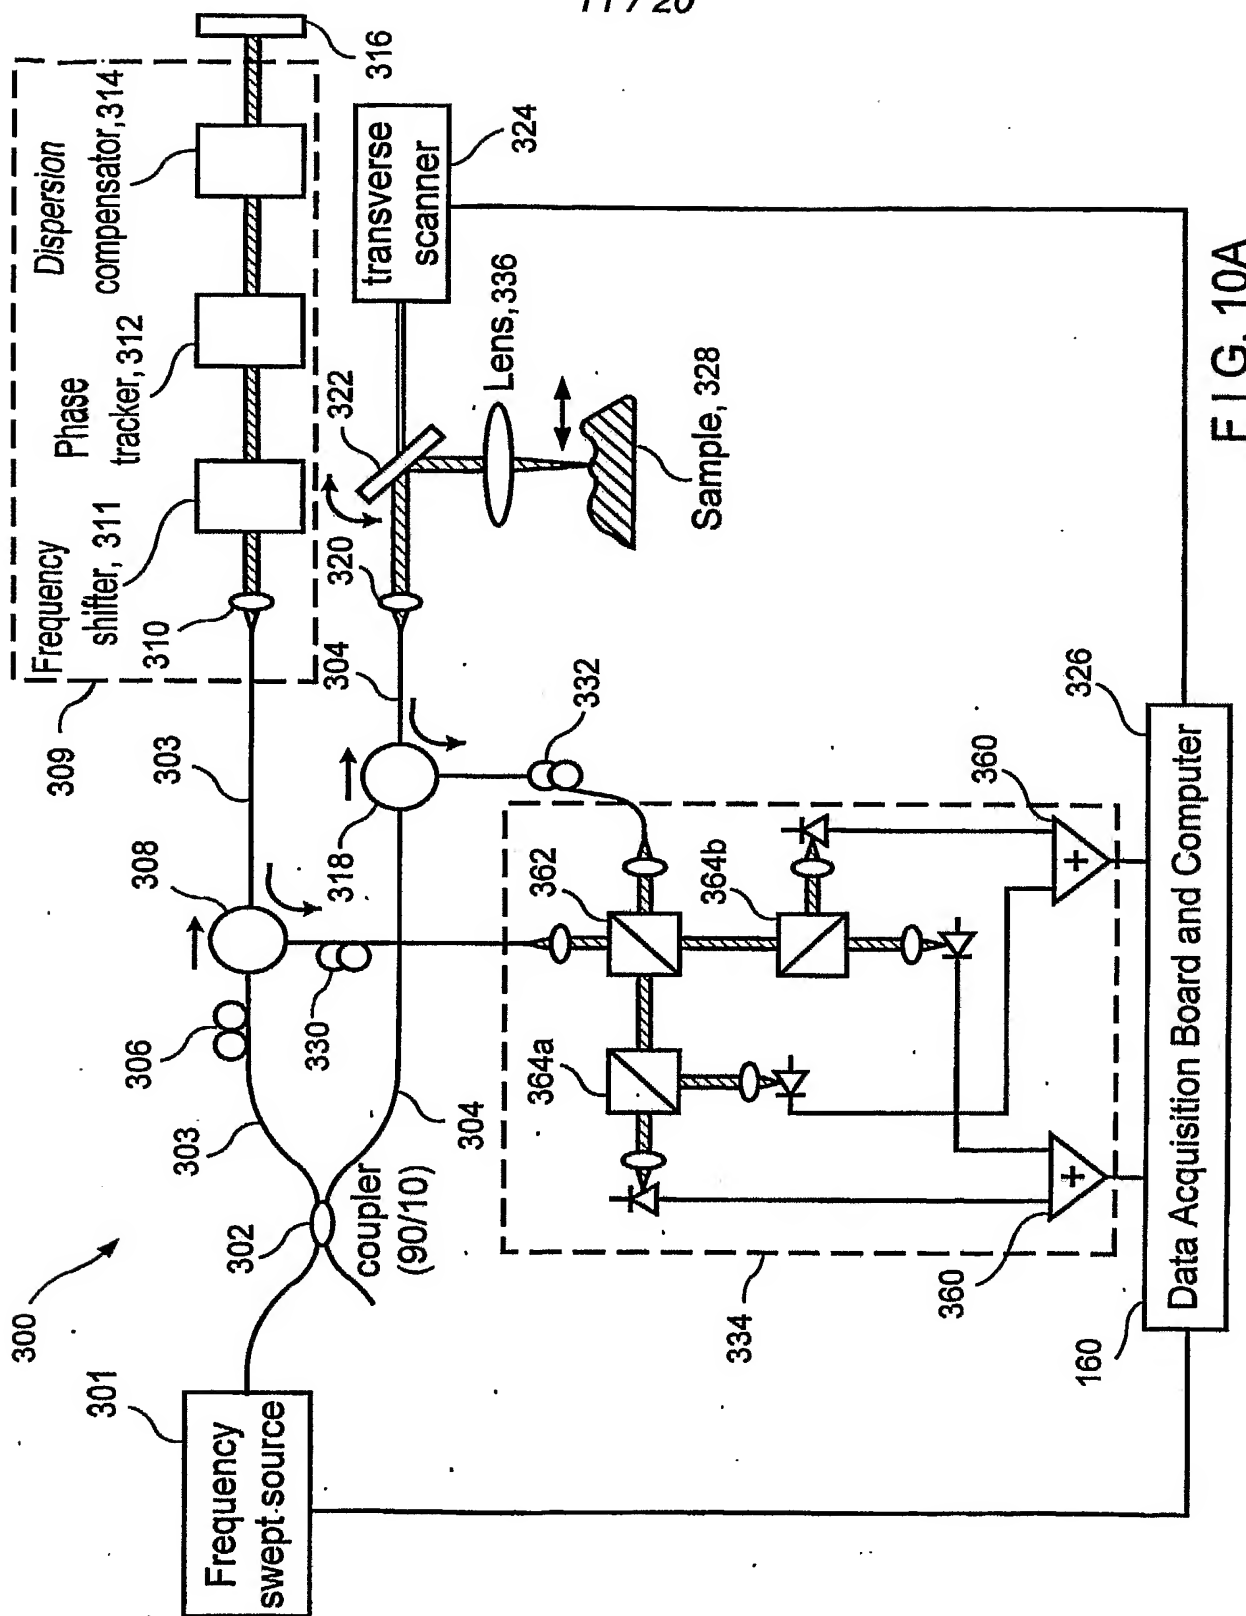 11 / 20
300
301
Frequency
swept source
302
coupler
(90/10)
303
304
306
308
330
303
309
318
304
332
310
Frequency
shifter, 311
Phase
tracker, 312
Dispersion
compensator, 314
316
320
322
transverse
scanner
324
Lens, 336
Sample, 328
334
362
364a
364b
360
360
160
326
Data Acquisition Board and Computer
+
+
F I G. 10A